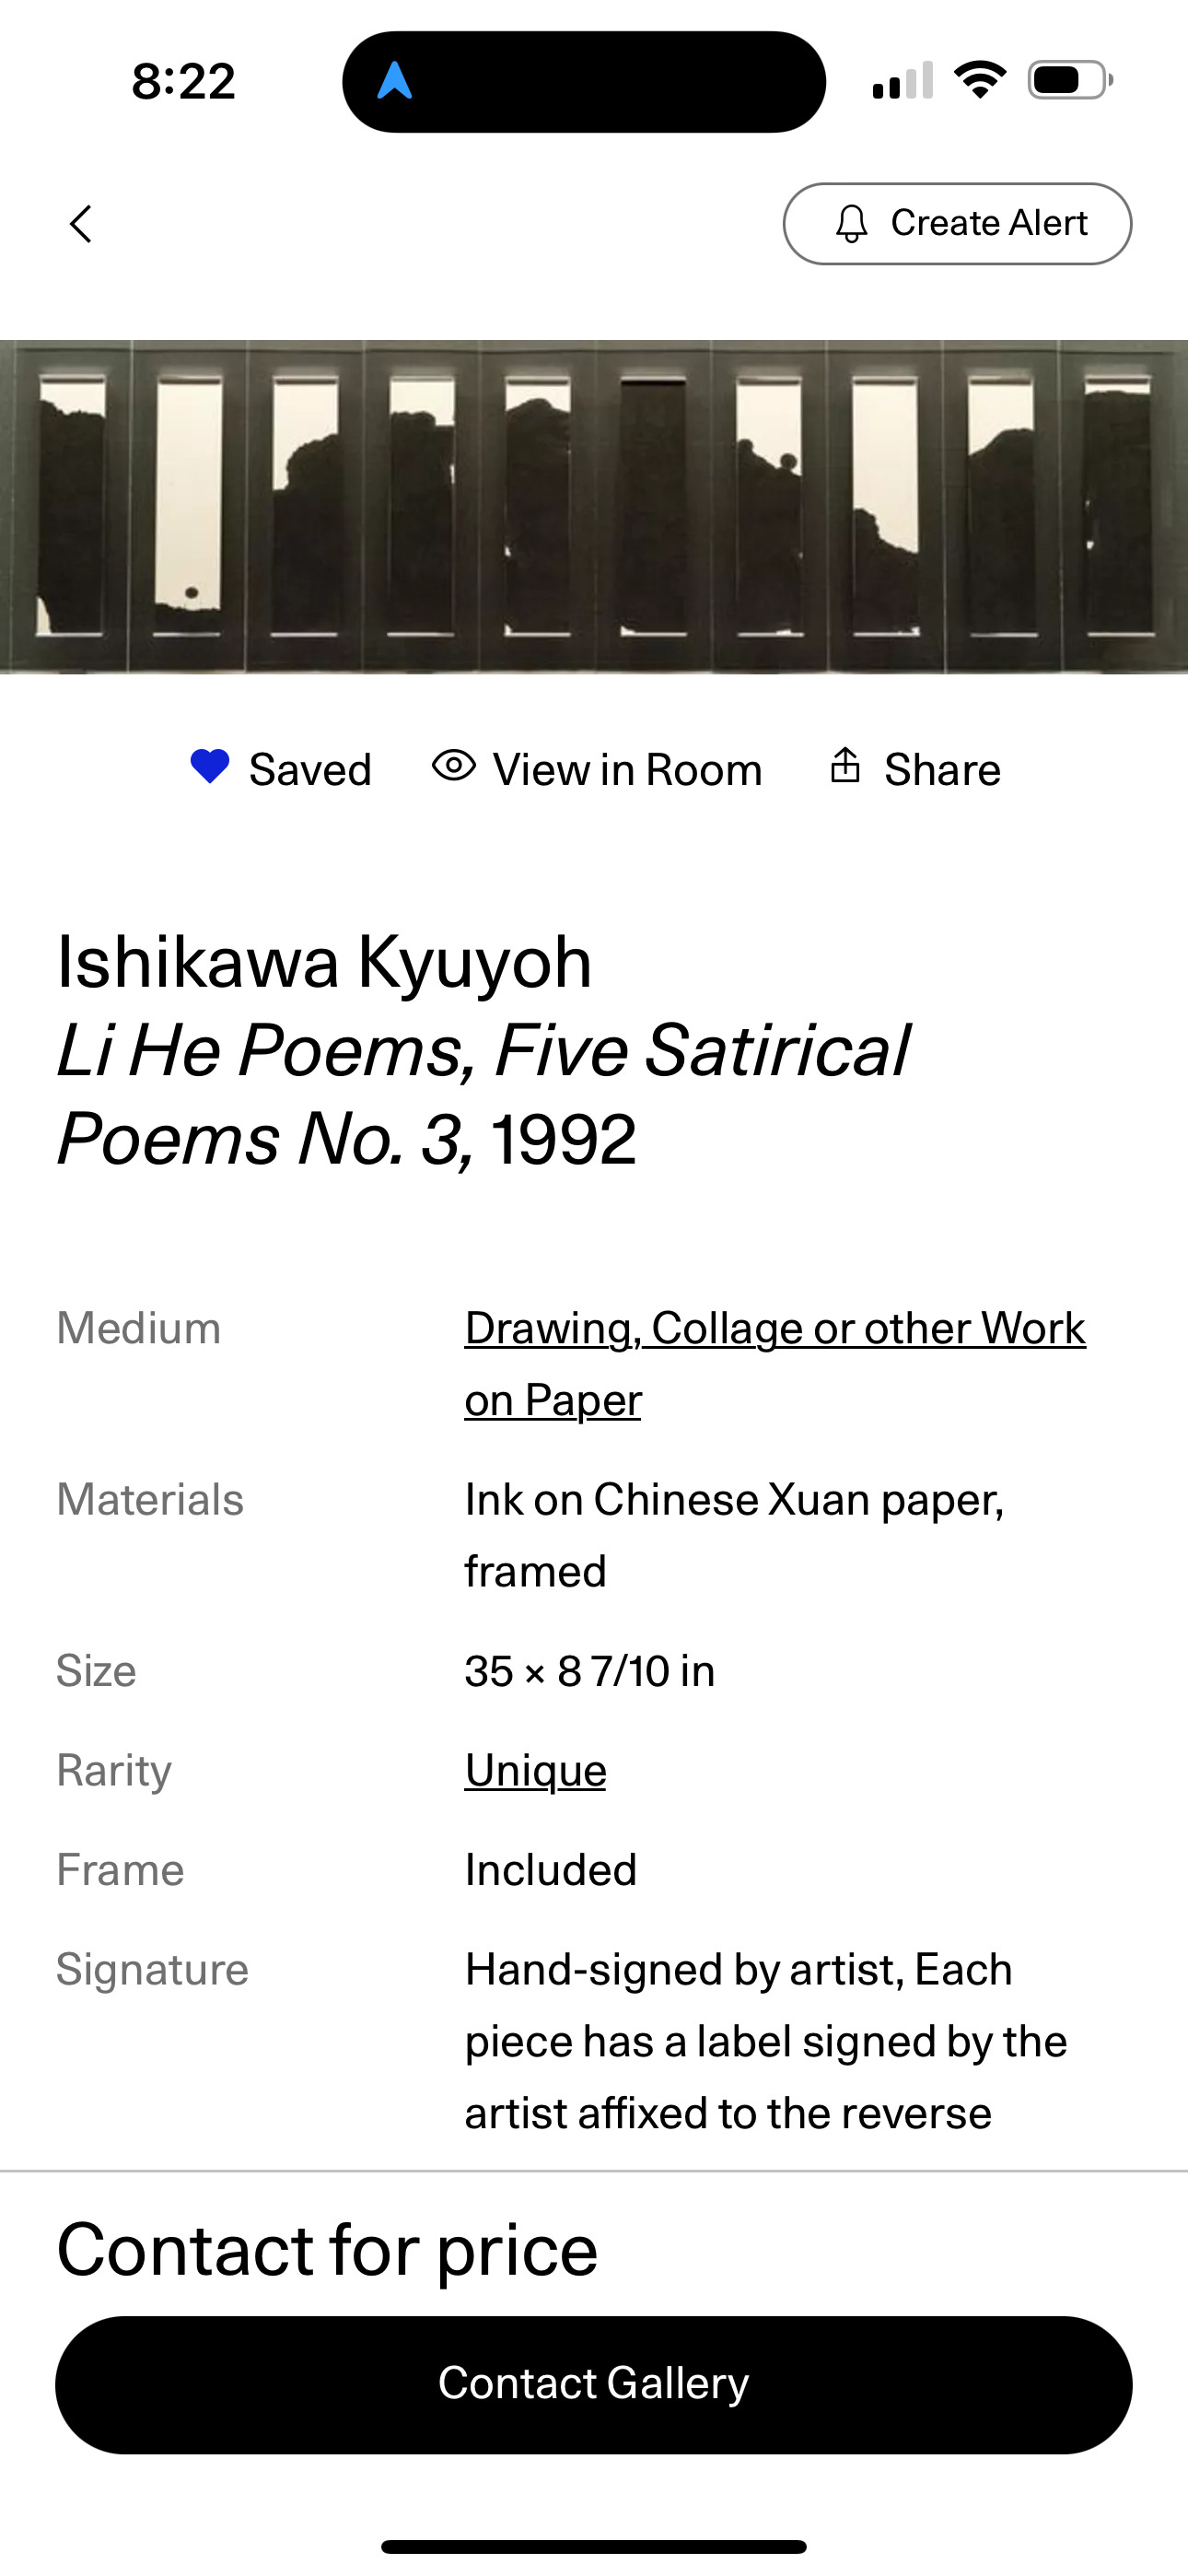 8:22
Create Alert
Saved View in Room Share
Ishikawa Kyuyoh
Li He Poems, Five Satirical
Poems No. 3, 1992
Medium Drawing, Collage or other Work
on Paper
Materials Ink on Chinese Xuan paper,
framed
Size 35 × 8 7/10 in
Rarity Unique
Frame Included
Signature Hand-signed by artist, Each
piece has a label signed by the
artist affixed to the reverse
Contact for price
Contact Gallery